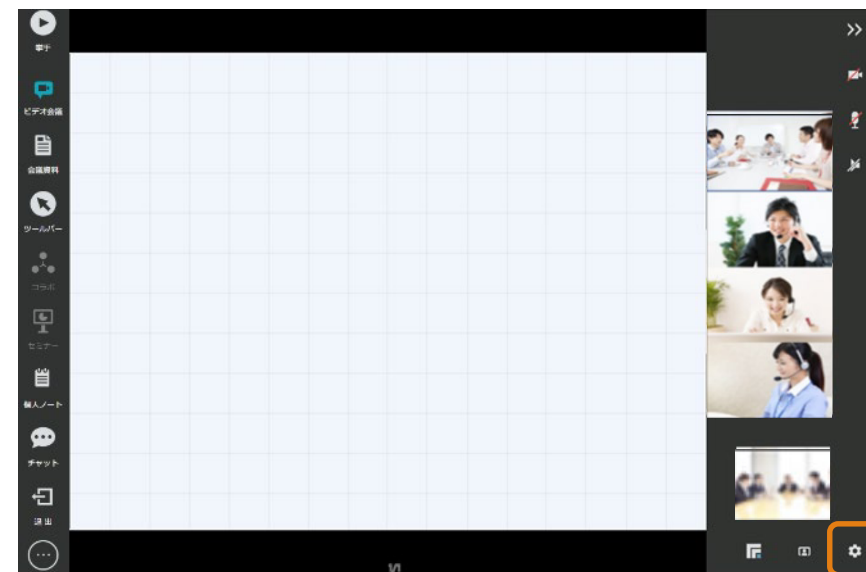 挙手
ビデオ会議
会議資料
ツールバー
コラボ
セミナー
個人ノート
チャット
退出